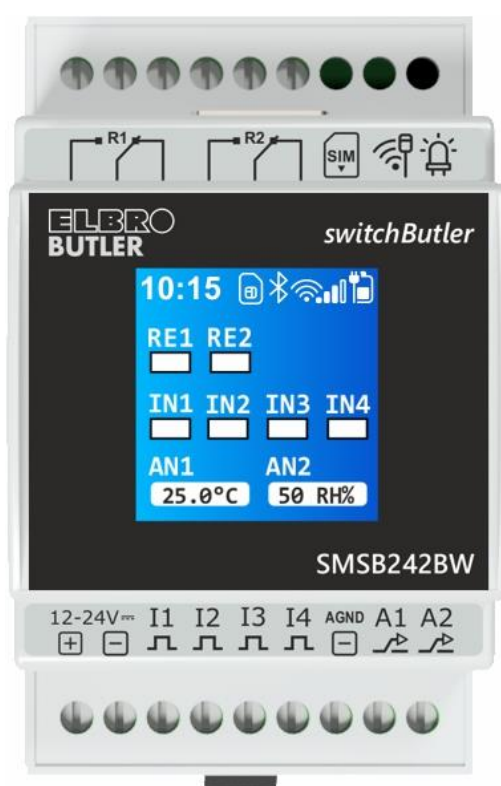 R1 R2 SIM
ELBRO
BUTLER
switchButler
10:15
RE1 RE2
IN1 IN2 IN3 IN4
AN1 AN2
25.0°C 50 RH%
SMSB242BW
12-24V⎓ I1 I2 I3 I4 AGND A1 A2
+ − −